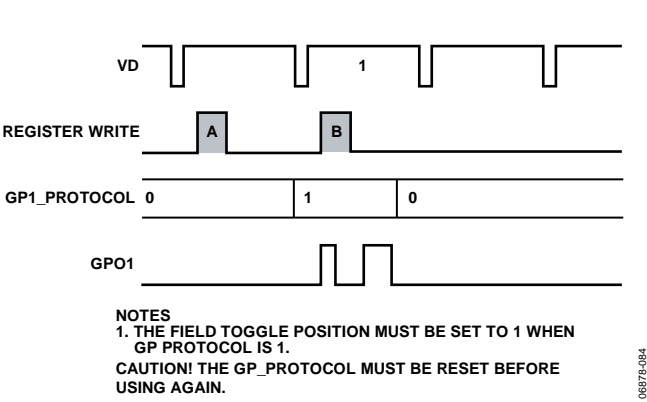 VD
1
REGISTER WRITE
A
B
GP1_PROTOCOL
0
1
0
GPO1
NOTES
1. THE FIELD TOGGLE POSITION MUST BE SET TO 1 WHEN
GP PROTOCOL IS 1.
CAUTION! THE GP_PROTOCOL MUST BE RESET BEFORE
USING AGAIN.
06878-084